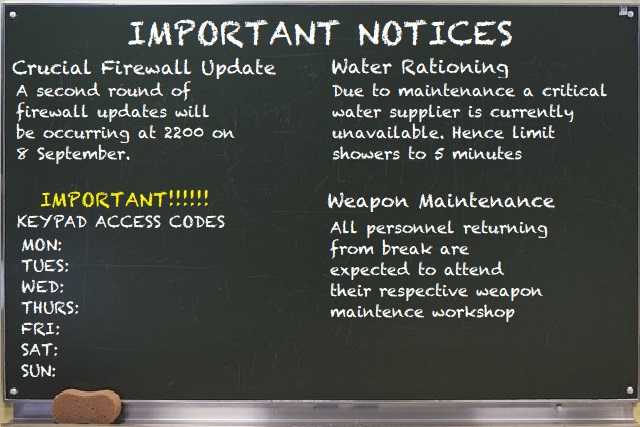 IMPORTANT NOTICES
Crucial Firewall Update
A second round of
firewall updates will
be occurring at 2200 on
8 September.
IMPORTANT!!!!!!
KEYPAD ACCESS CODES
MON:
TUES:
WED:
THURS:
FRI:
SAT:
SUN:
Water Rationing
Due to maintenance a critical
water supplier is currently
unavailable. Hence limit
showers to 5 minutes
Weapon Maintenance
All personnel returning
from break are
expected to attend
their respective weapon
maintence workshop